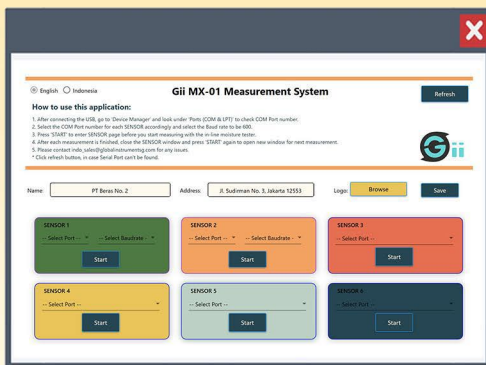 English Indonesia
Gii MX-01 Measurement System
Refresh
How to use this application:
1. After connecting the USB, go to 'Device Manager' and look under 'Ports (COM & LPT)' to check COM Port number.
2. Select the COM Port number for each SENSOR accordingly and select the Baud rate to be 600.
3. Press 'START' to enter SENSOR page before you start measuring with the in-line moisture tester.
4. After each measurement is finished, close the SENSOR window and press 'START' again to open new window for next measurement.
5. Please contact indo_sales@globalinstrumentsg.com for any issues.
* Click refresh button, in case Serial Port can't be found.
Gii
Name: PT Beras No. 2 Address: Jl. Sudirman No. 3, Jakarta 12553 Logo: Browse Save
SENSOR 1 SENSOR 2 SENSOR 3
-- Select Port -- -- Select Baudrate - -- Select Port -- -- Select Baudrate - -- Select Port --
Start Start Start
SENSOR 4 SENSOR 5 SENSOR 6
-- Select Port -- -- Select Port -- -- Select Port --
Start Start Start